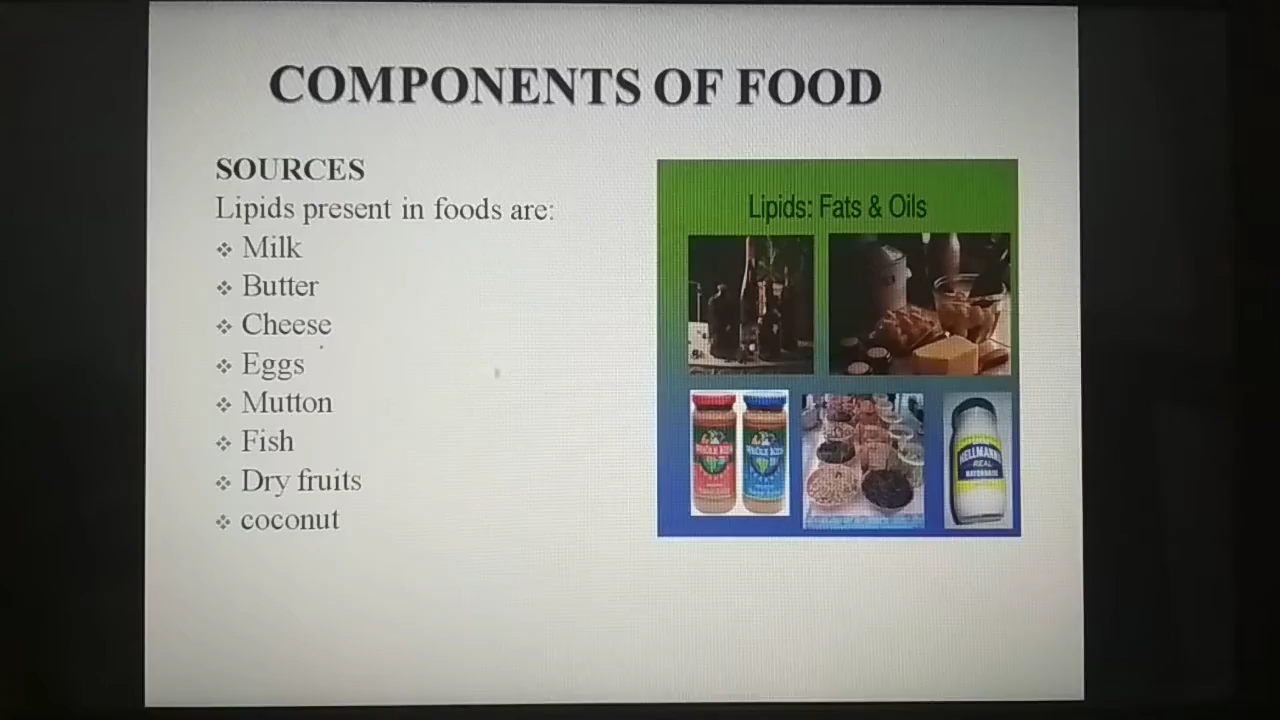 COMPONENTS OF FOOD
SOURCES
Lipids present in foods are:
❖ Milk
❖ Butter
❖ Cheese
❖ Eggs
❖ Mutton
❖ Fish
❖ Dry fruits
❖ coconut
Lipids: Fats & Oils
HELLMANN'S
REAL
MAYONNAISE